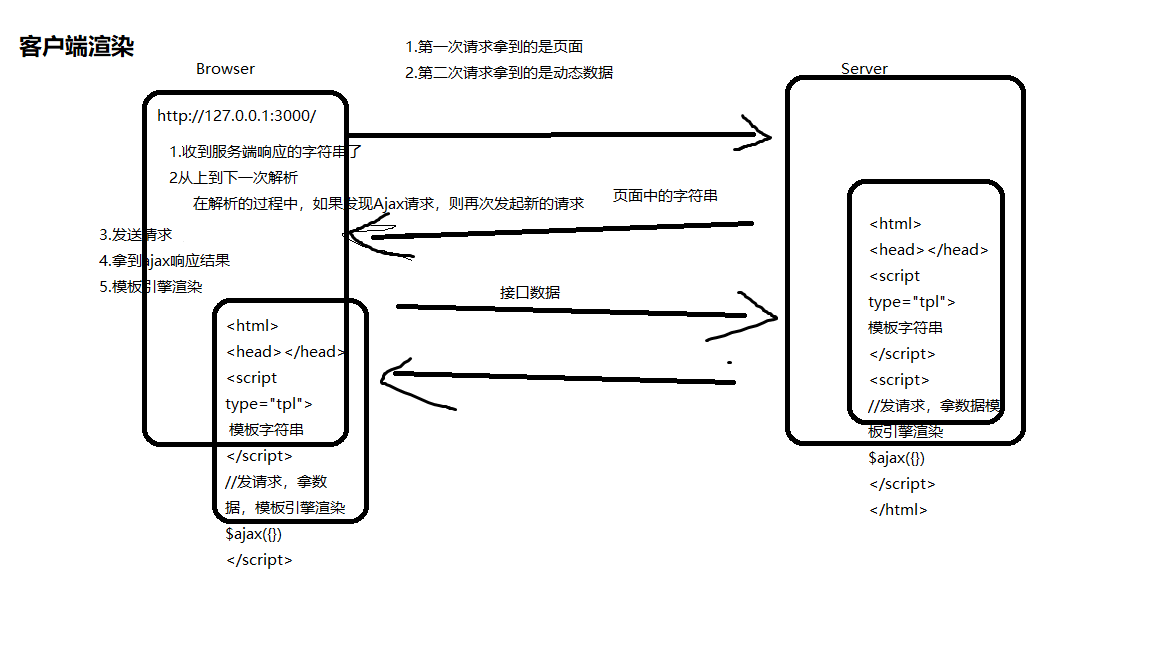 客户端渲染
1.第一次请求拿到的是页面
2.第二次请求拿到的是动态数据
Browser
Server
http://127.0.0.1:3000/
1.收到服务端响应的字符串了
2从上到下一次解析
在解析的过程中，如果发现Ajax请求，则再次发起新的请求
3.发送请求
4.拿到ajax响应结果
5.模板引擎渲染
页面中的字符串
接口数据
<html>
<head></head>
<script
type="tpl">
模板字符串
</script>
//发请求，拿数
据，模板引擎渲染
$ajax({})
</script>
<html>
<head></head>
<script
type="tpl">
模板字符串
</script>
<script>
//发请求，拿数据模
板引擎渲染
$ajax({})
</script>
</html>